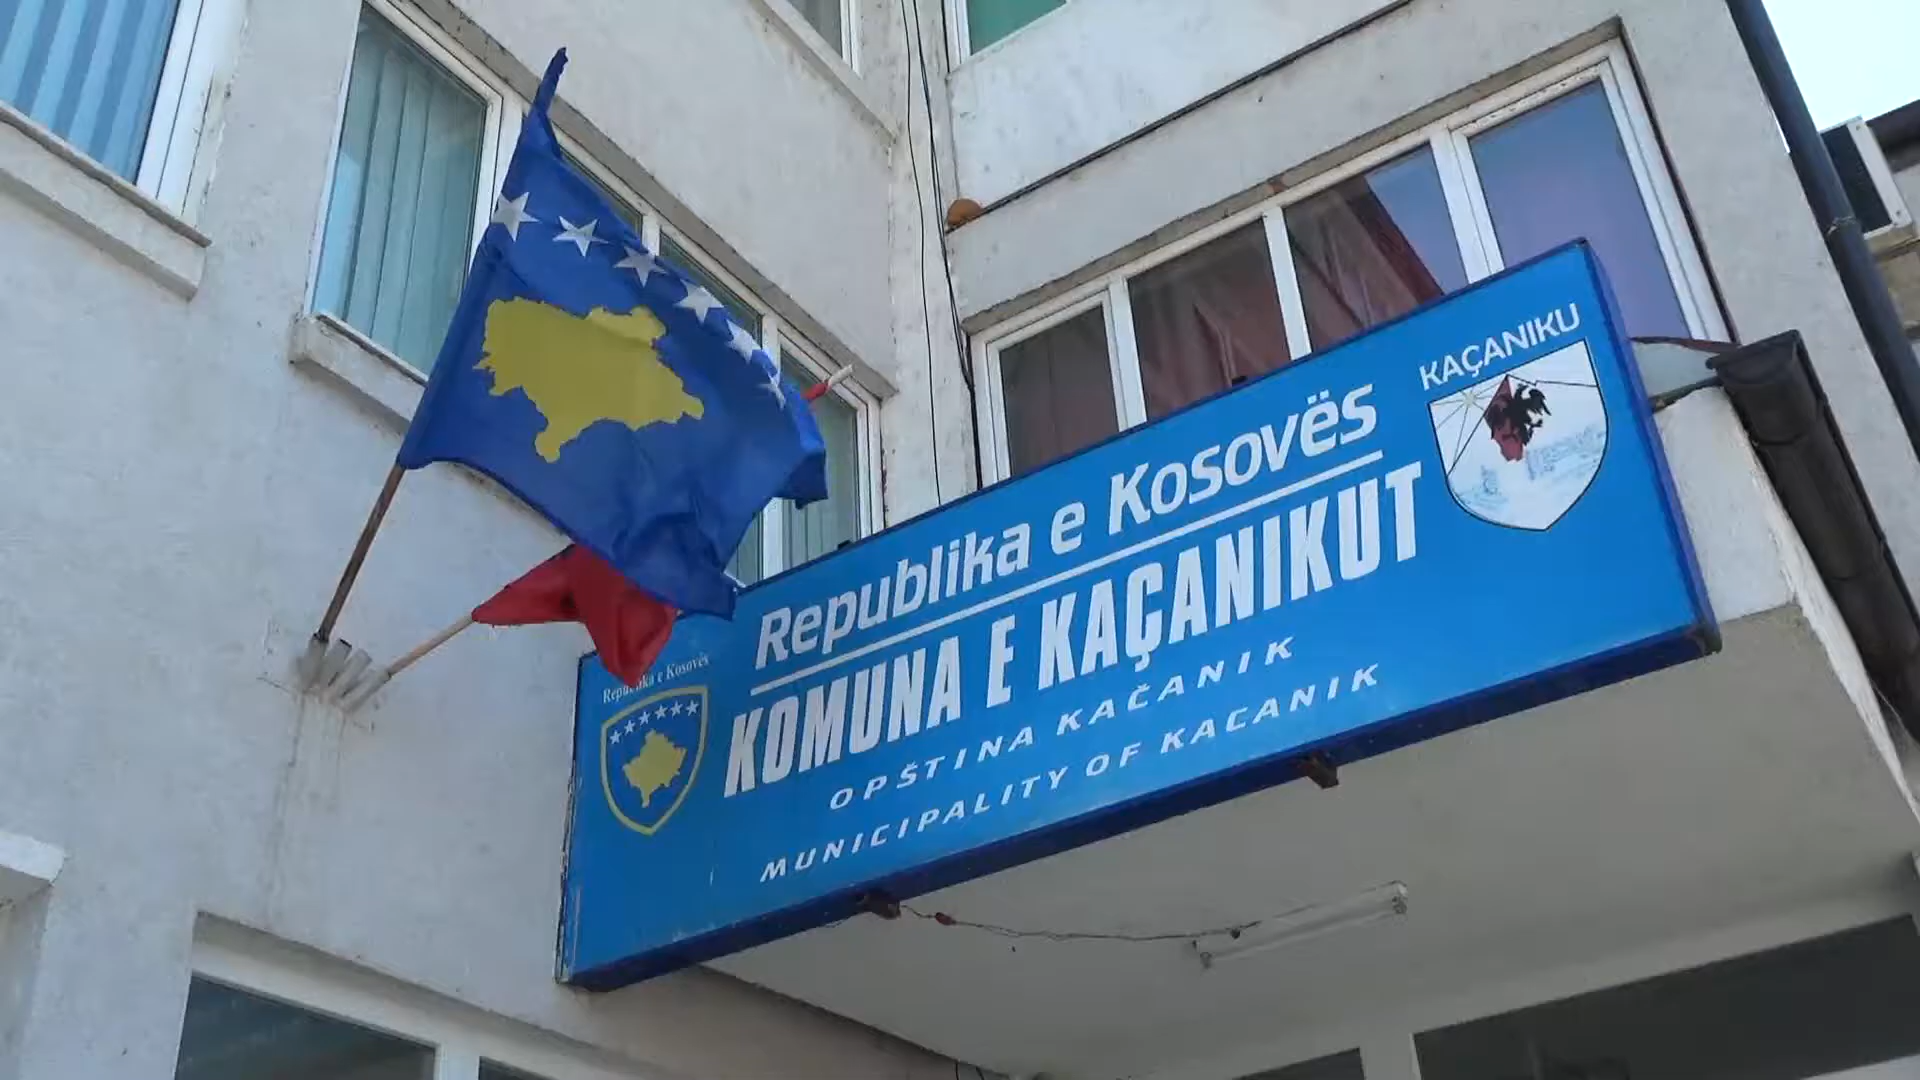 KAÇANIKU
Republika e Kosovës
KOMUNA E KAÇANIKUT
OPŠTINA KAČANIK
MUNICIPALITY OF KACANIK
Republika e Kosovës